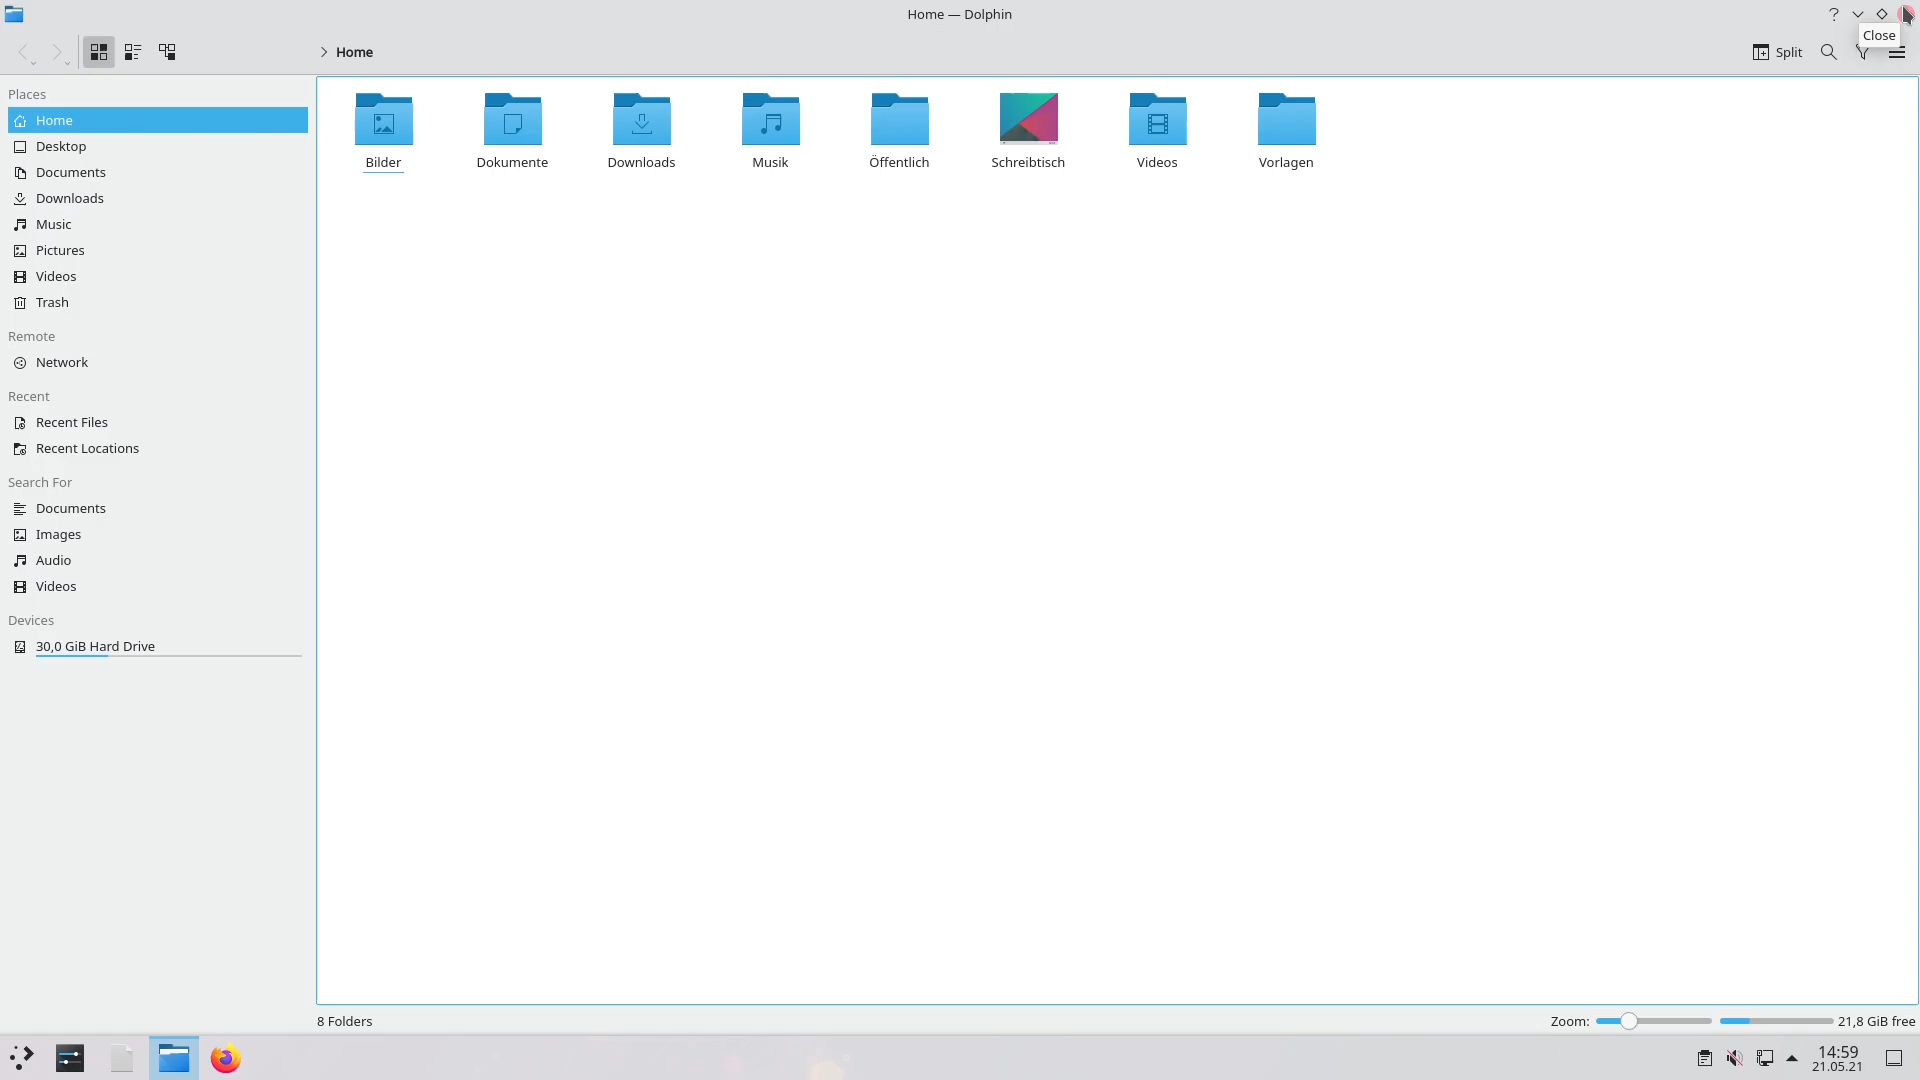 Home — Dolphin
?
Close
Home
Split
Places
Home
Desktop
Documents
Downloads
Music
Pictures
Videos
Trash
Remote
Network
Recent
Recent Files
Recent Locations
Search For
Documents
Images
Audio
Videos
Devices
30,0 GiB Hard Drive
Bilder
Dokumente
Downloads
Musik
Öffentlich
Schreibtisch
Videos
Vorlagen
8 Folders
Zoom:
21,8 GiB free
14:59
21.05.21